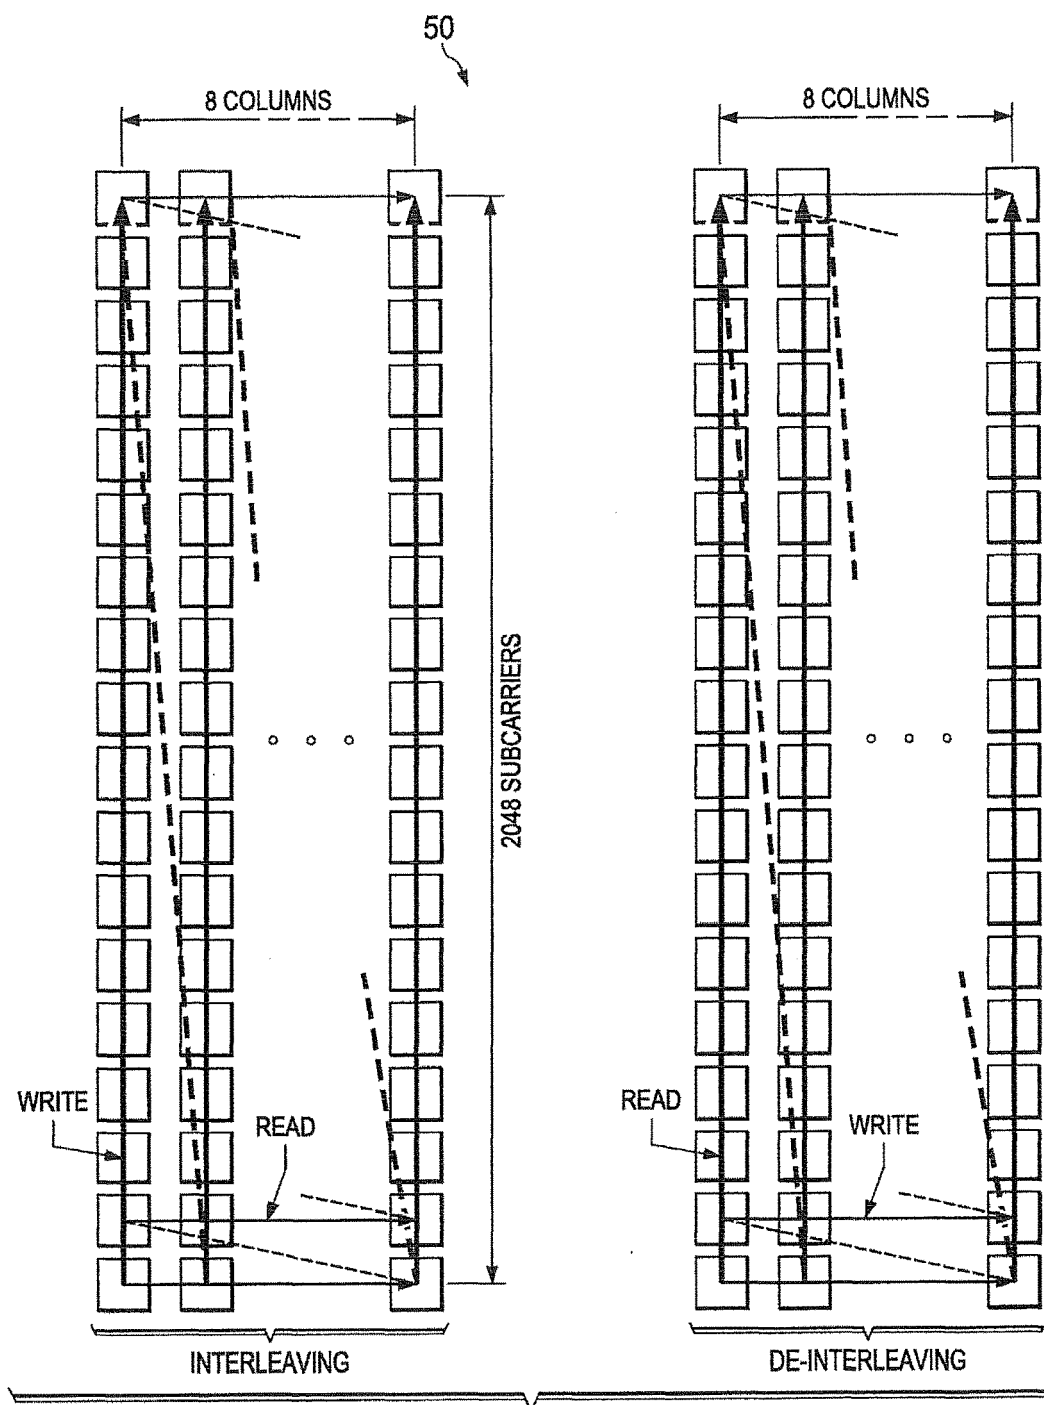 50
8 COLUMNS
8 COLUMNS
2048 SUBCARRIERS
WRITE
READ
READ
WRITE
INTERLEAVING
DE-INTERLEAVING